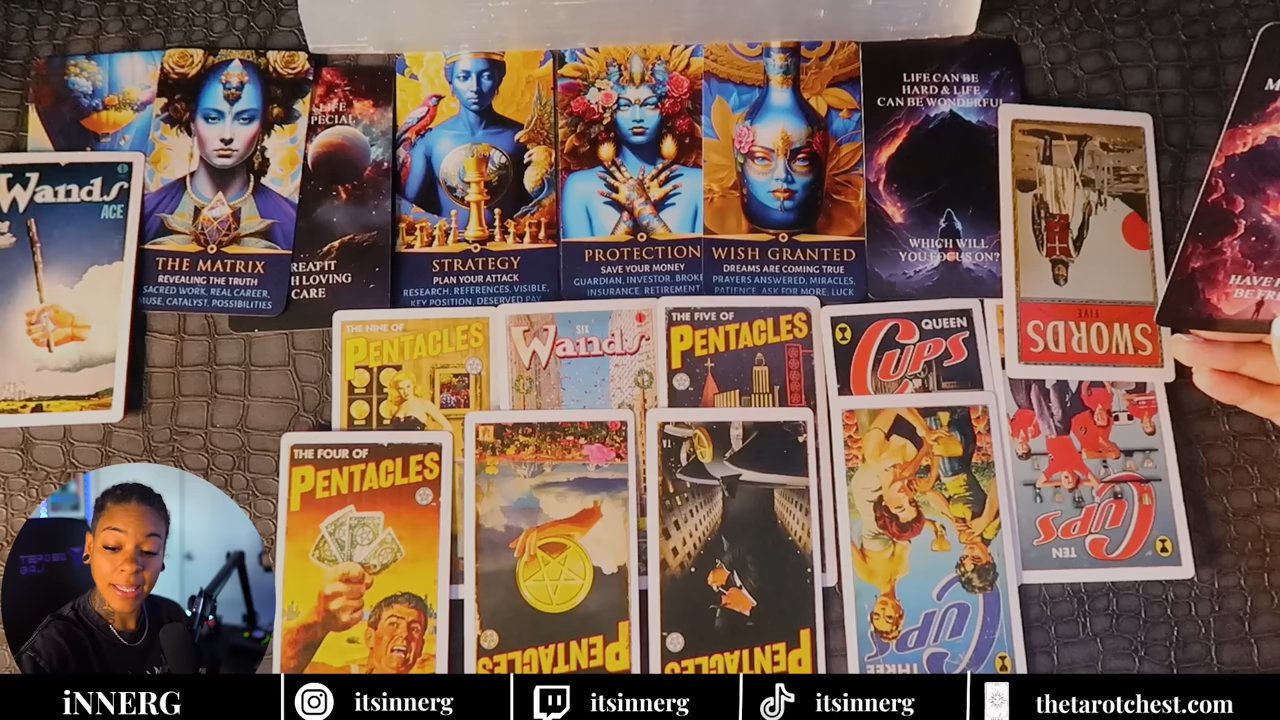 LIFE CAN BE
HARD & LIFE
CAN BE WONDERFUL
WHICH WILL
YOU FOCUS ON?
Wands
ACE
THE MATRIX
REVEALING THE TRUTH
SACRED WORK, REAL CAREER,
MUSE, CATALYST, POSSIBILITIES
LIFE
PECIAL
REAT IT
H LOVING
CARE
STRATEGY
PLAN YOUR ATTACK
RESEARCH, REFERENCES, VISIBLE,
KEY POSITION, DESERVED PAY
PROTECTION
SAVE YOUR MONEY
GUARDIAN, INVESTOR, BROKE
INSURANCE, RETIREMENT
WISH GRANTED
DREAMS ARE COMING TRUE
PRAYERS ANSWERED, MIRACLES,
PATIENCE, ASK FOR MORE, LUCK
FIVE
SWORDS
HAVE
BE FR
THE NINE OF
PENTACLES
SIX
Wands
THE FIVE OF
PENTACLES
QUEEN
CUPS
TEN
CUPS
THE FOUR OF
PENTACLES
PENTACLES
PENTACLES
THREE
CUPS
iNNERG
itsinnerg
itsinnerg
itsinnerg
thetarotchest.com